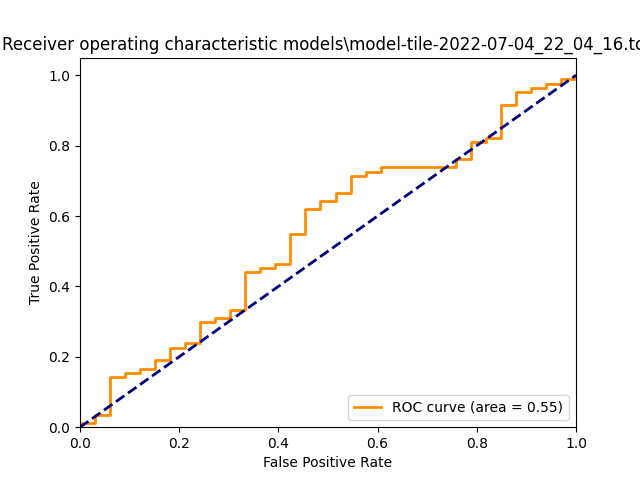 Receiver operating characteristic models\model-tile-2022-07-04_22_04_16.tc
True Positive Rate
1.0
0.8
0.6
0.4
0.2
0.0
0.0 0.2 0.4 0.6 0.8 1.0
False Positive Rate
ROC curve (area = 0.55)